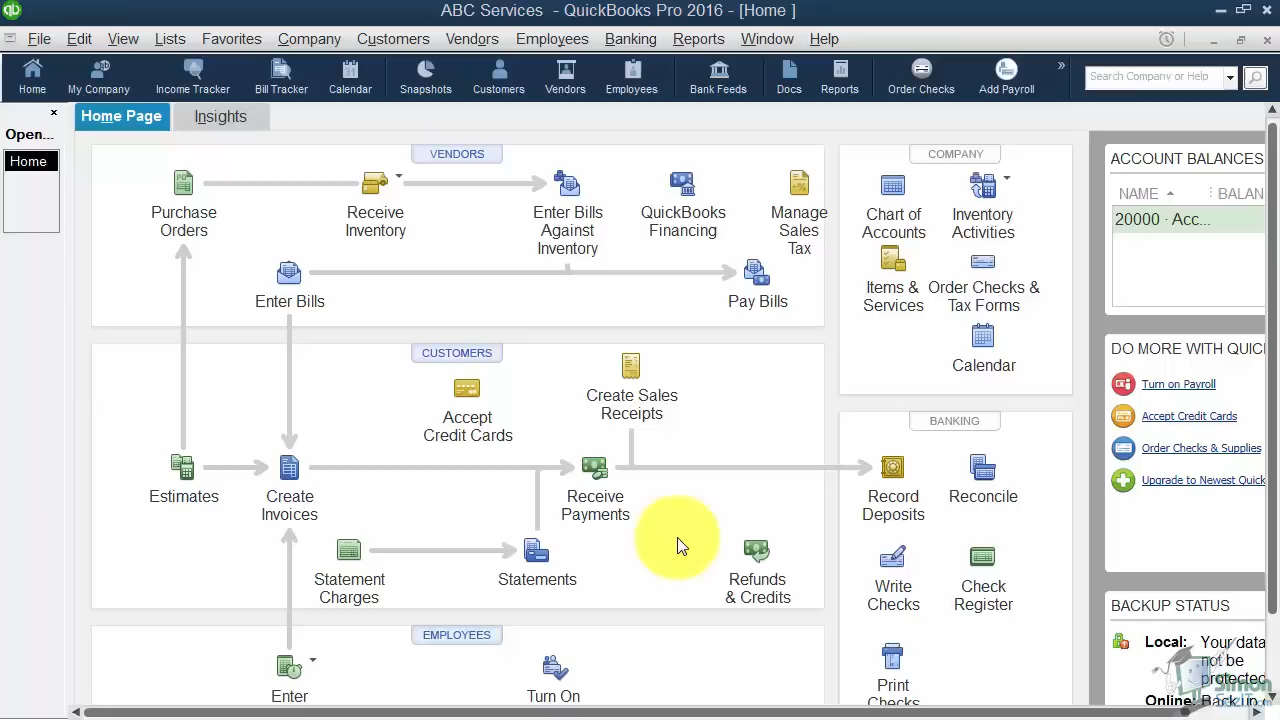 ABC Services - QuickBooks Pro 2016 - [Home ]
File Edit View Lists Favorites Company Customers Vendors Employees Banking Reports Window Help
Home My Company Income Tracker Bill Tracker Calendar Snapshots Customers Vendors Employees Bank Feeds Docs Reports Order Checks Add Payroll » Search Company or Help
Open...
Home
Home Page Insights
VENDORS
Purchase
Orders
Receive
Inventory
Enter Bills
Against
Inventory
QuickBooks
Financing
Manage
Sales
Tax
Enter Bills
Pay Bills
CUSTOMERS
Accept
Credit Cards
Create Sales
Receipts
Estimates
Create
Invoices
Receive
Payments
Statement
Charges
Statements
Refunds
& Credits
EMPLOYEES
Enter
Turn On
COMPANY
Chart of
Accounts
Inventory
Activities
Items &
Services
Order Checks &
Tax Forms
Calendar
BANKING
Record
Deposits
Reconcile
Write
Checks
Check
Register
Print
Checks
ACCOUNT BALANCES
NAME BALAN
20000 · Acc...
DO MORE WITH QUIC
Turn on Payroll
Accept Credit Cards
Order Checks & Supplies
Upgrade to Newest Quick
BACKUP STATUS
Local: Your data
not be
protected
Online: Back up
Simon